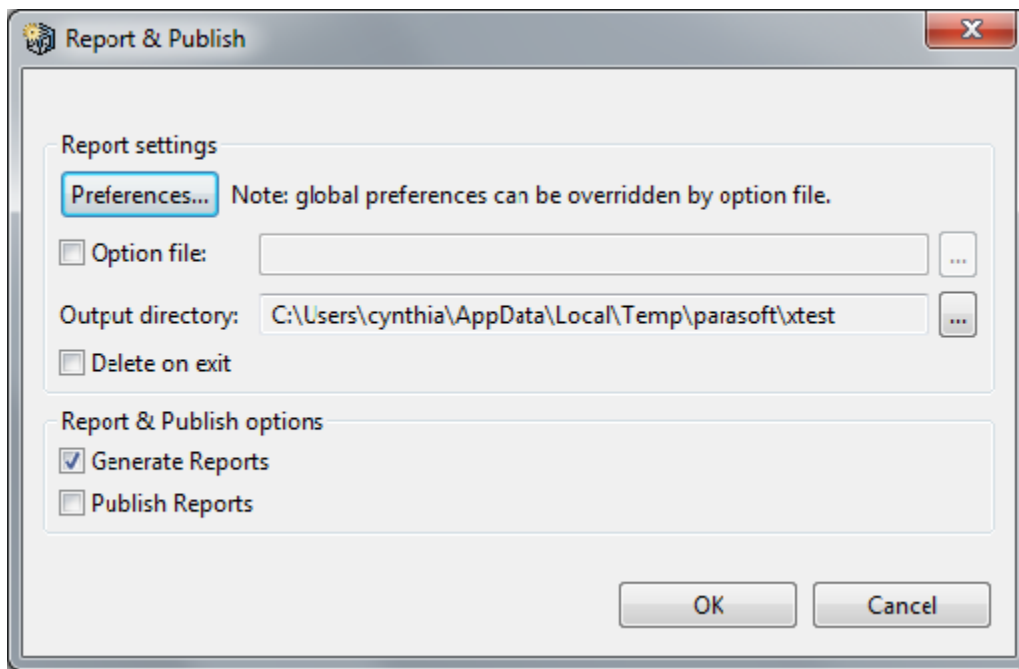 Report & Publish
Report settings
Preferences... Note: global preferences can be overridden by option file.
Option file: ...
Output directory: C:\Users\cynthia\AppData\Local\Temp\parasoft\xtest ...
Delete on exit
Report & Publish options
Generate Reports
Publish Reports
OK Cancel